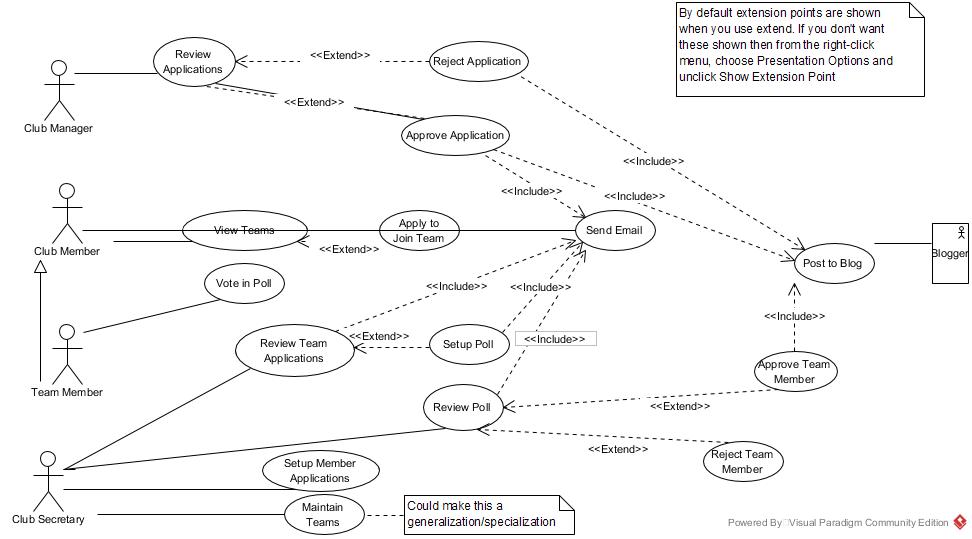 By default extension points are shown
when you use extend. If you don't want
these shown then from the right-click
menu, choose Presentation Options and
unclick Show Extension Point
Review
Applications
<<Extend>>
Reject Application
<<Extend>>
Club Manager
Approve Application
<<Include>>
<<Include>>
<<Include>>
View Teams
Apply to
Join Team
Send Email
Club Member
<<Extend>>
Blogger
Post to Blog
Vote in Poll
<<Include>>
<<Include>>
<<Include>>
Review Team
Applications
<<Extend>>
Setup Poll
<<Include>>
Approve Team
Member
Team Member
Review Poll
<<Extend>>
<<Extend>>
Reject Team
Member
Setup Member
Applications
Maintain
Teams
Could make this a
generalization/specialization
Club Secretary
Powered By Visual Paradigm Community Edition